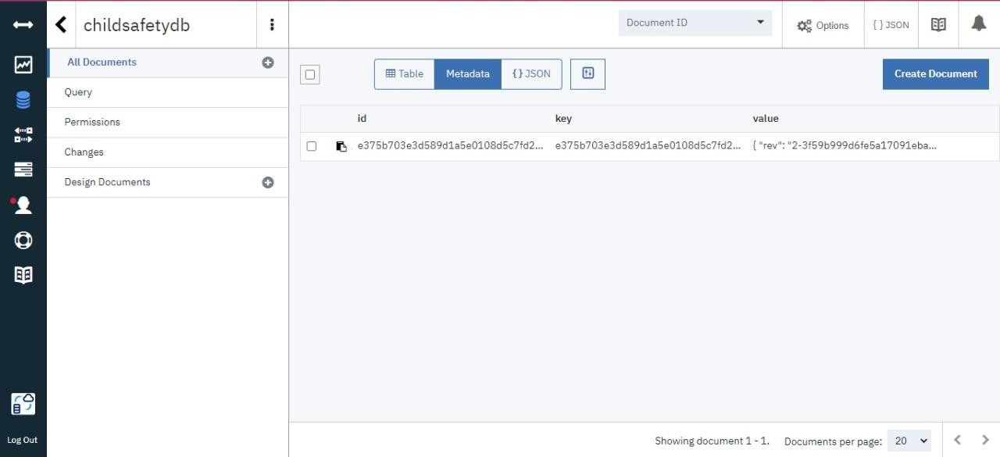 childsafetydb
Document ID
Options
{ } JSON
All Documents
Query
Permissions
Changes
Design Documents
Table
Metadata
{ } JSON
Create Document
id key value
e375b703e3d589d1a5e0108d5c7fd2... e375b703e3d589d1a5e0108d5c7fd2... { "rev": "2-3f59b999d6fe5a17091eba...
Log Out
Showing document 1 - 1. Documents per page: 20